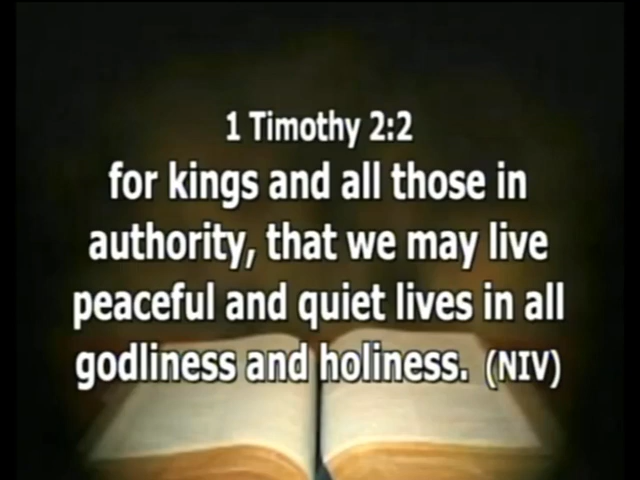 1 Timothy 2:2
for kings and all those in
authority, that we may live
peaceful and quiet lives in all
godliness and holiness. (NIV)